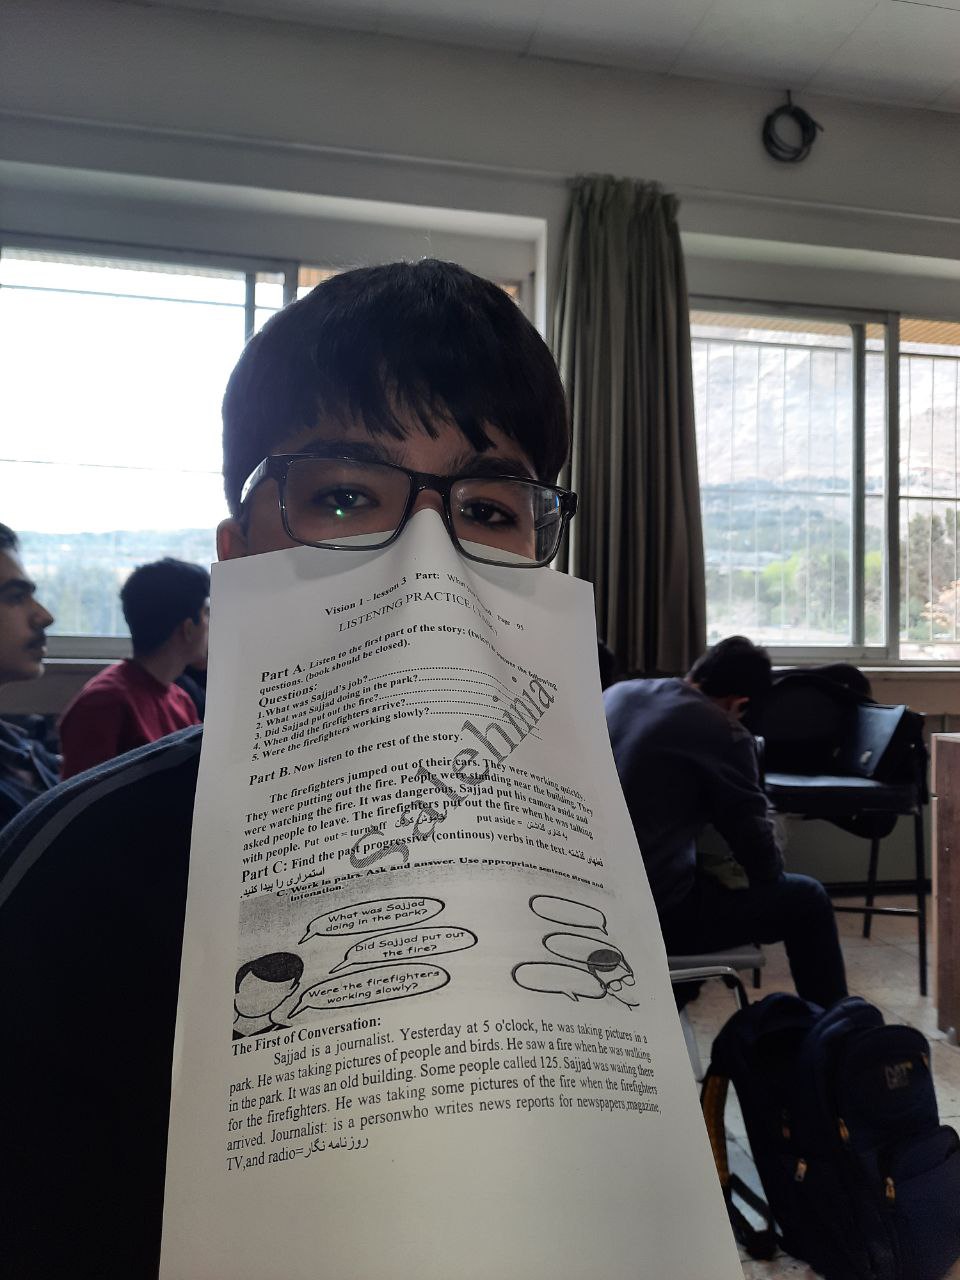 Vision 1 - lesson 3 Part: What Page : 95
LISTENING PRACTICE
Part A. Listen to the first part of the story: (twice) & answer the following
questions. (book should be closed).
Questions:
1. What was Sajjad's job?
2. What was Sajjad doing in the park?
3. Did Sajjad put out the fire?
4. When did the firefighters arrive?
5. Were the firefighters working slowly?
Part B. Now listen to the rest of the story.
The firefighters jumped out of their cars. They were working quickly.
They were putting out the fire. People were standing near the building. They
were watching the fire. It was dangerous. Sajjad put his camera aside and
asked people to leave. The firefighters put out the fire when he was talking
with people. Put out = turn off خاموش کردن put aside = به کناری گذاشتن
Part C: Find the past progressive (continous) verbs in the text. فعلهای گذشته
استمراری را پیدا کنید.
C. Work in pairs. Ask and answer. Use appropriate sentence stress and
intonation.
What was Sajjad
doing in the park?
Did Sajjad put out
the fire?
Were the firefighters
working slowly?
The First of Conversation:
Sajjad is a journalist. Yesterday at 5 o'clock, he was taking pictures in a
park. He was taking pictures of people and birds. He saw a fire when he was walking
in the park. It was an old building. Some people called 125. Sajjad was waiting there
for the firefighters. He was taking some pictures of the fire when the firefighters
arrived. Journalist: is a personwho writes news reports for newspapers,magazine,
TV,and radio=روزنامه نگار
Salehinia
CAT